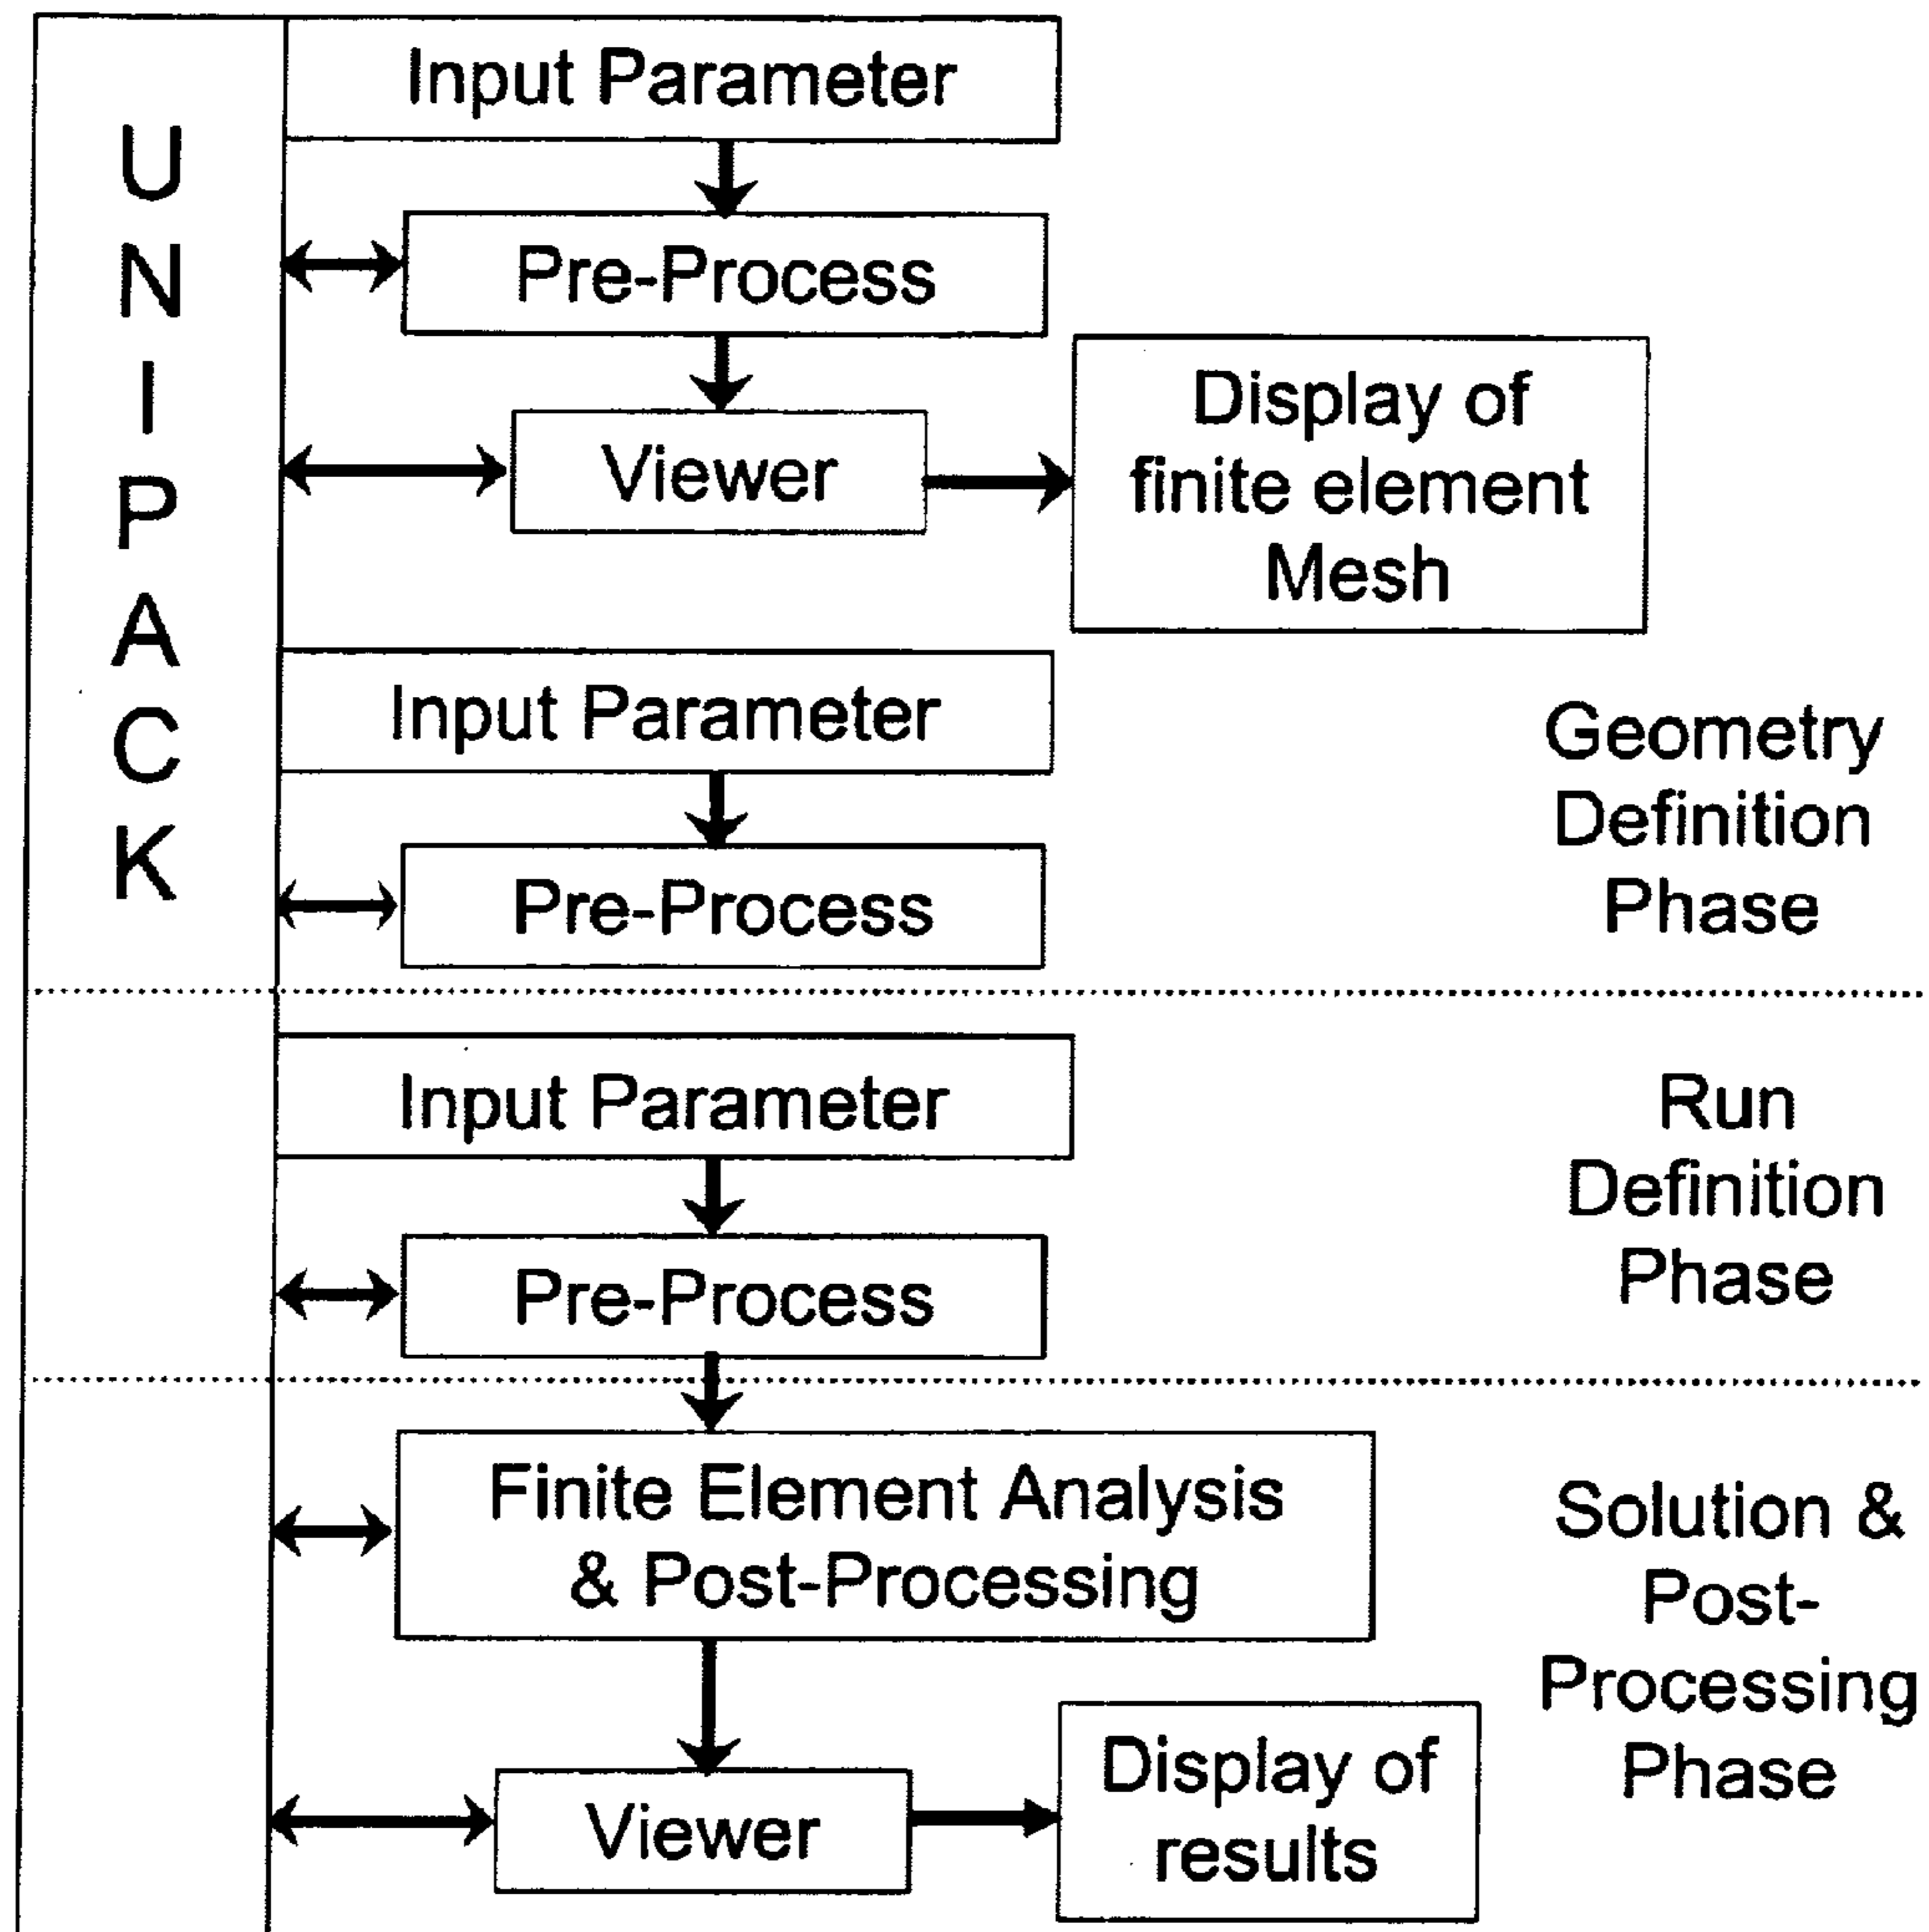 UNIPACK
Input Parameter
Pre-Process
Viewer
Display of
finite element
Mesh
Input Parameter
Pre-Process
Geometry
Definition
Phase
Input Parameter
Pre-Process
Run
Definition
Phase
Finite Element Analysis
& Post-Processing
Viewer
Display of
results
Solution &
Post-
Processing
Phase